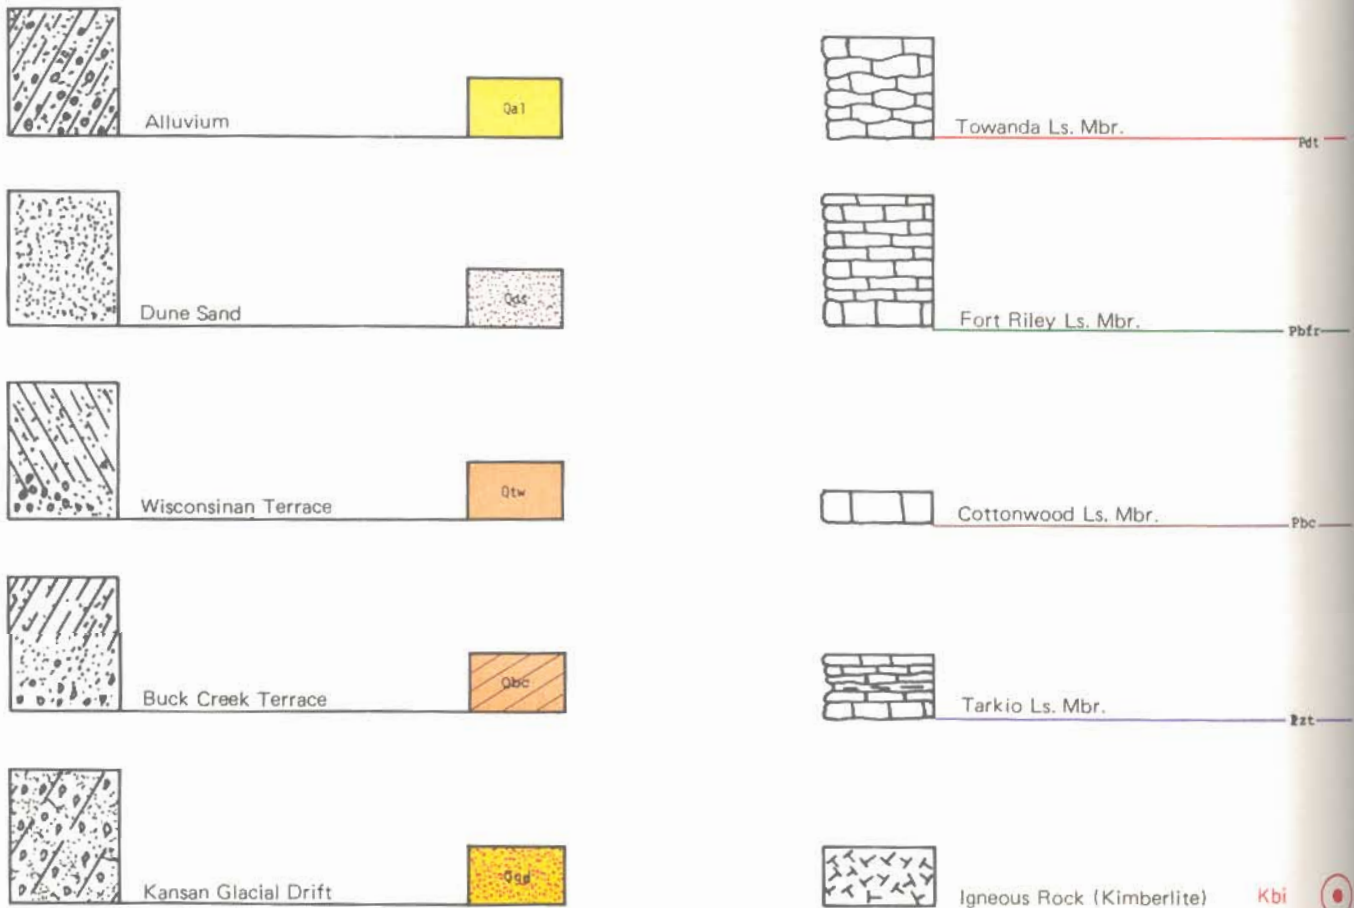 Alluvium
Qal
Dune Sand
Qds
Wisconsinan Terrace
Qtw
Buck Creek Terrace
Qbc
Kansan Glacial Drift
Qgd
Towanda Ls. Mbr.
Pdt
Fort Riley Ls. Mbr.
Pbfr
Cottonwood Ls. Mbr.
Pbc
Tarkio Ls. Mbr.
Igneous Rock (Kimberlite)
Kbi